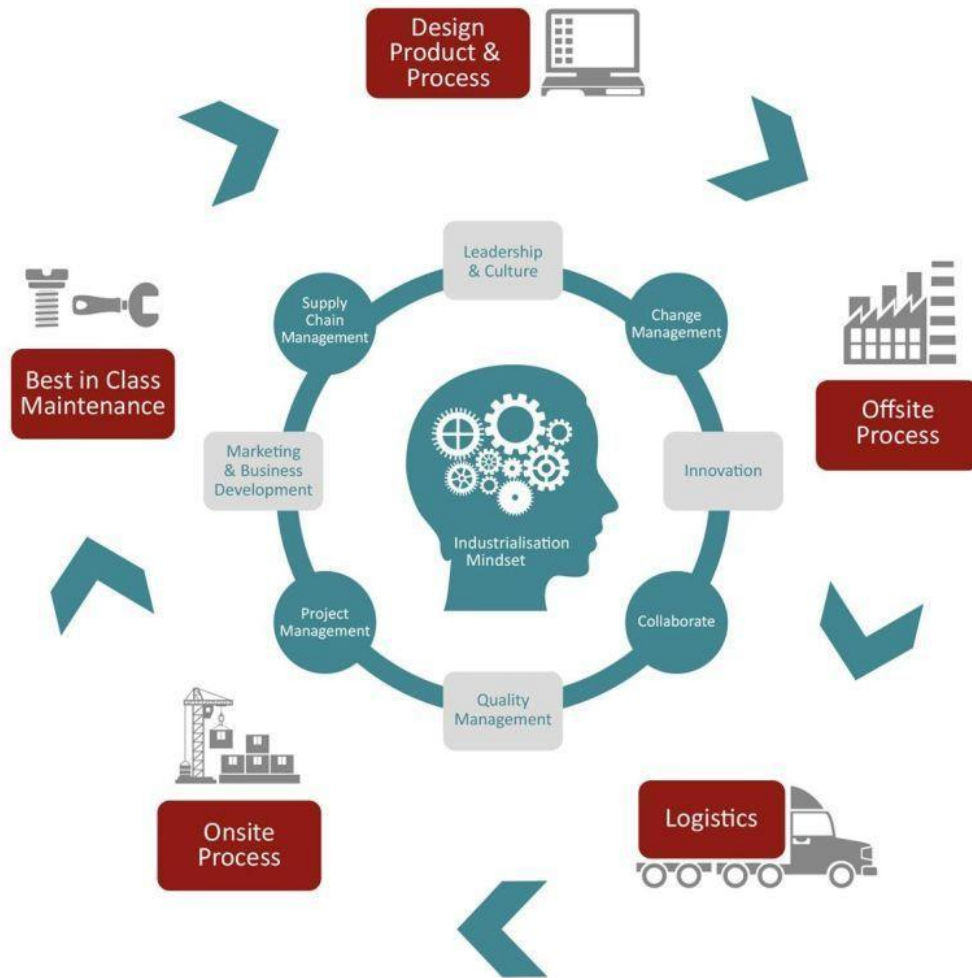 Design
Product &
Process
Leadership
& Culture
Supply
Chain
Management
Change
Management
Best in Class
Maintenance
Offsite
Process
Marketing
& Business
Development
Innovation
Industrialisation
Mindset
Project
Management
Collaborate
Quality
Management
Onsite
Process
Logistics